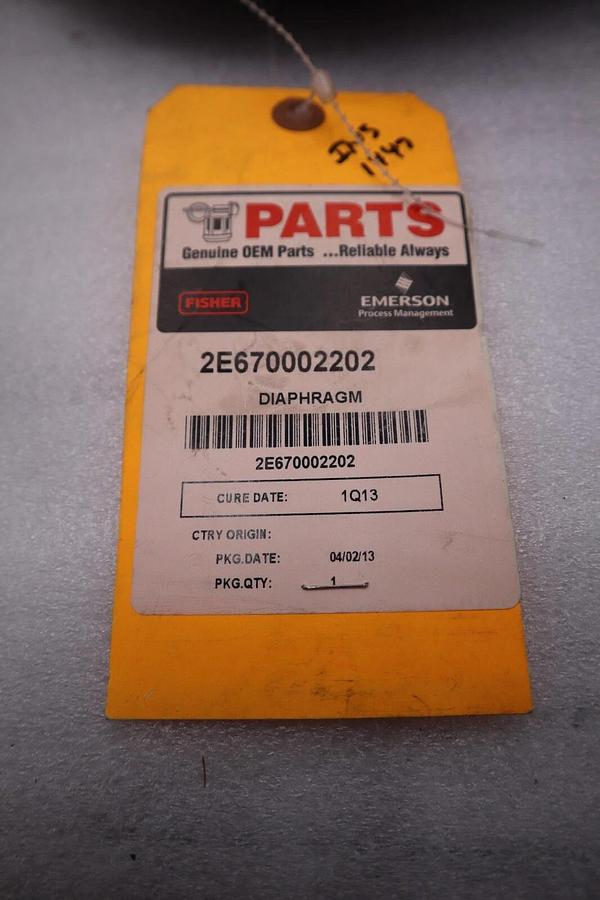 1145
PARTS
Genuine OEM Parts ...Reliable Always
FISHER
EMERSON
Process Management
2E670002202
DIAPHRAGM
2E670002202
CURE DATE: 1Q13
CTRY ORIGIN:
PKG.DATE: 04/02/13
PKG.QTY: 1